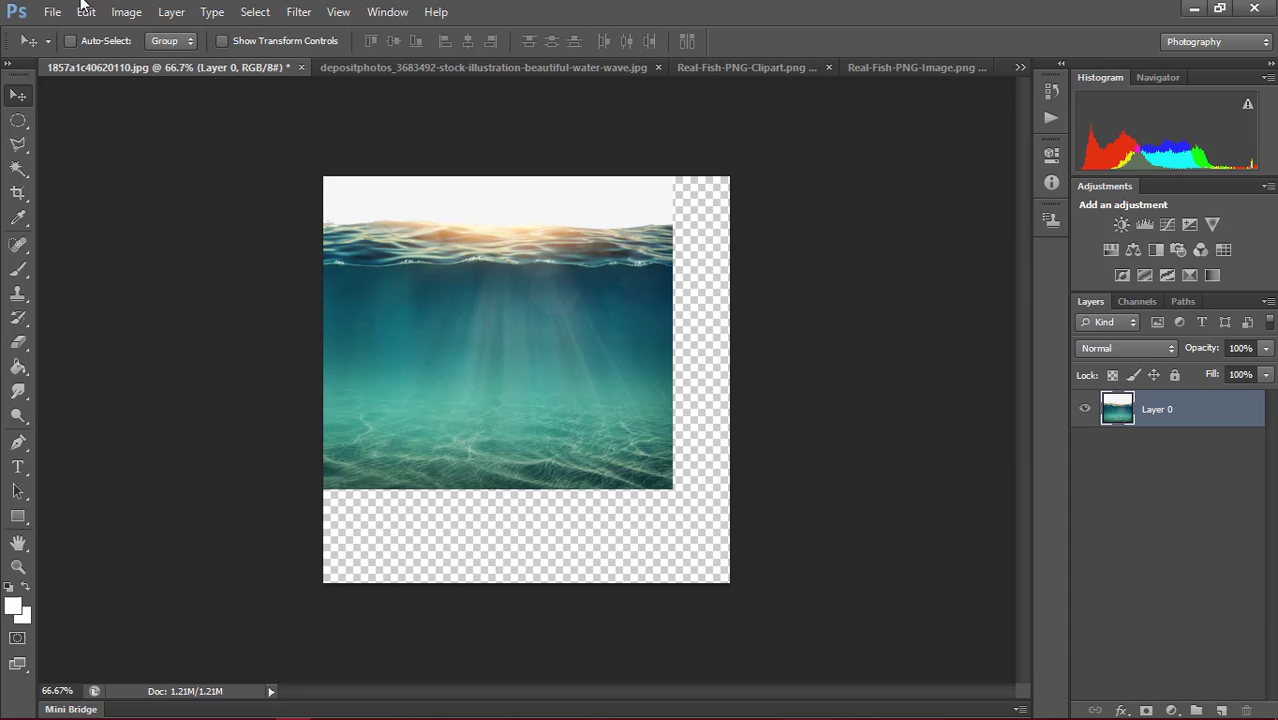 Ps File Edit Image Layer Type Select Filter View Window Help
Auto-Select: Group Show Transform Controls Photography
1857a1c40620110.jpg @ 66.7% (Layer 0, RGB/8#) * × depositphotos_3683492-stock-illustration-beautiful-water-wave.jpg × Real-Fish-PNG-Clipart.png ... × Real-Fish-PNG-Image.png ...
Histogram Navigator
Adjustments
Add an adjustment
Layers Channels Paths
Kind
Normal Opacity: 100%
Lock: Fill: 100%
Layer 0
T
66.67% Doc: 1.21M/1.21M
Mini Bridge